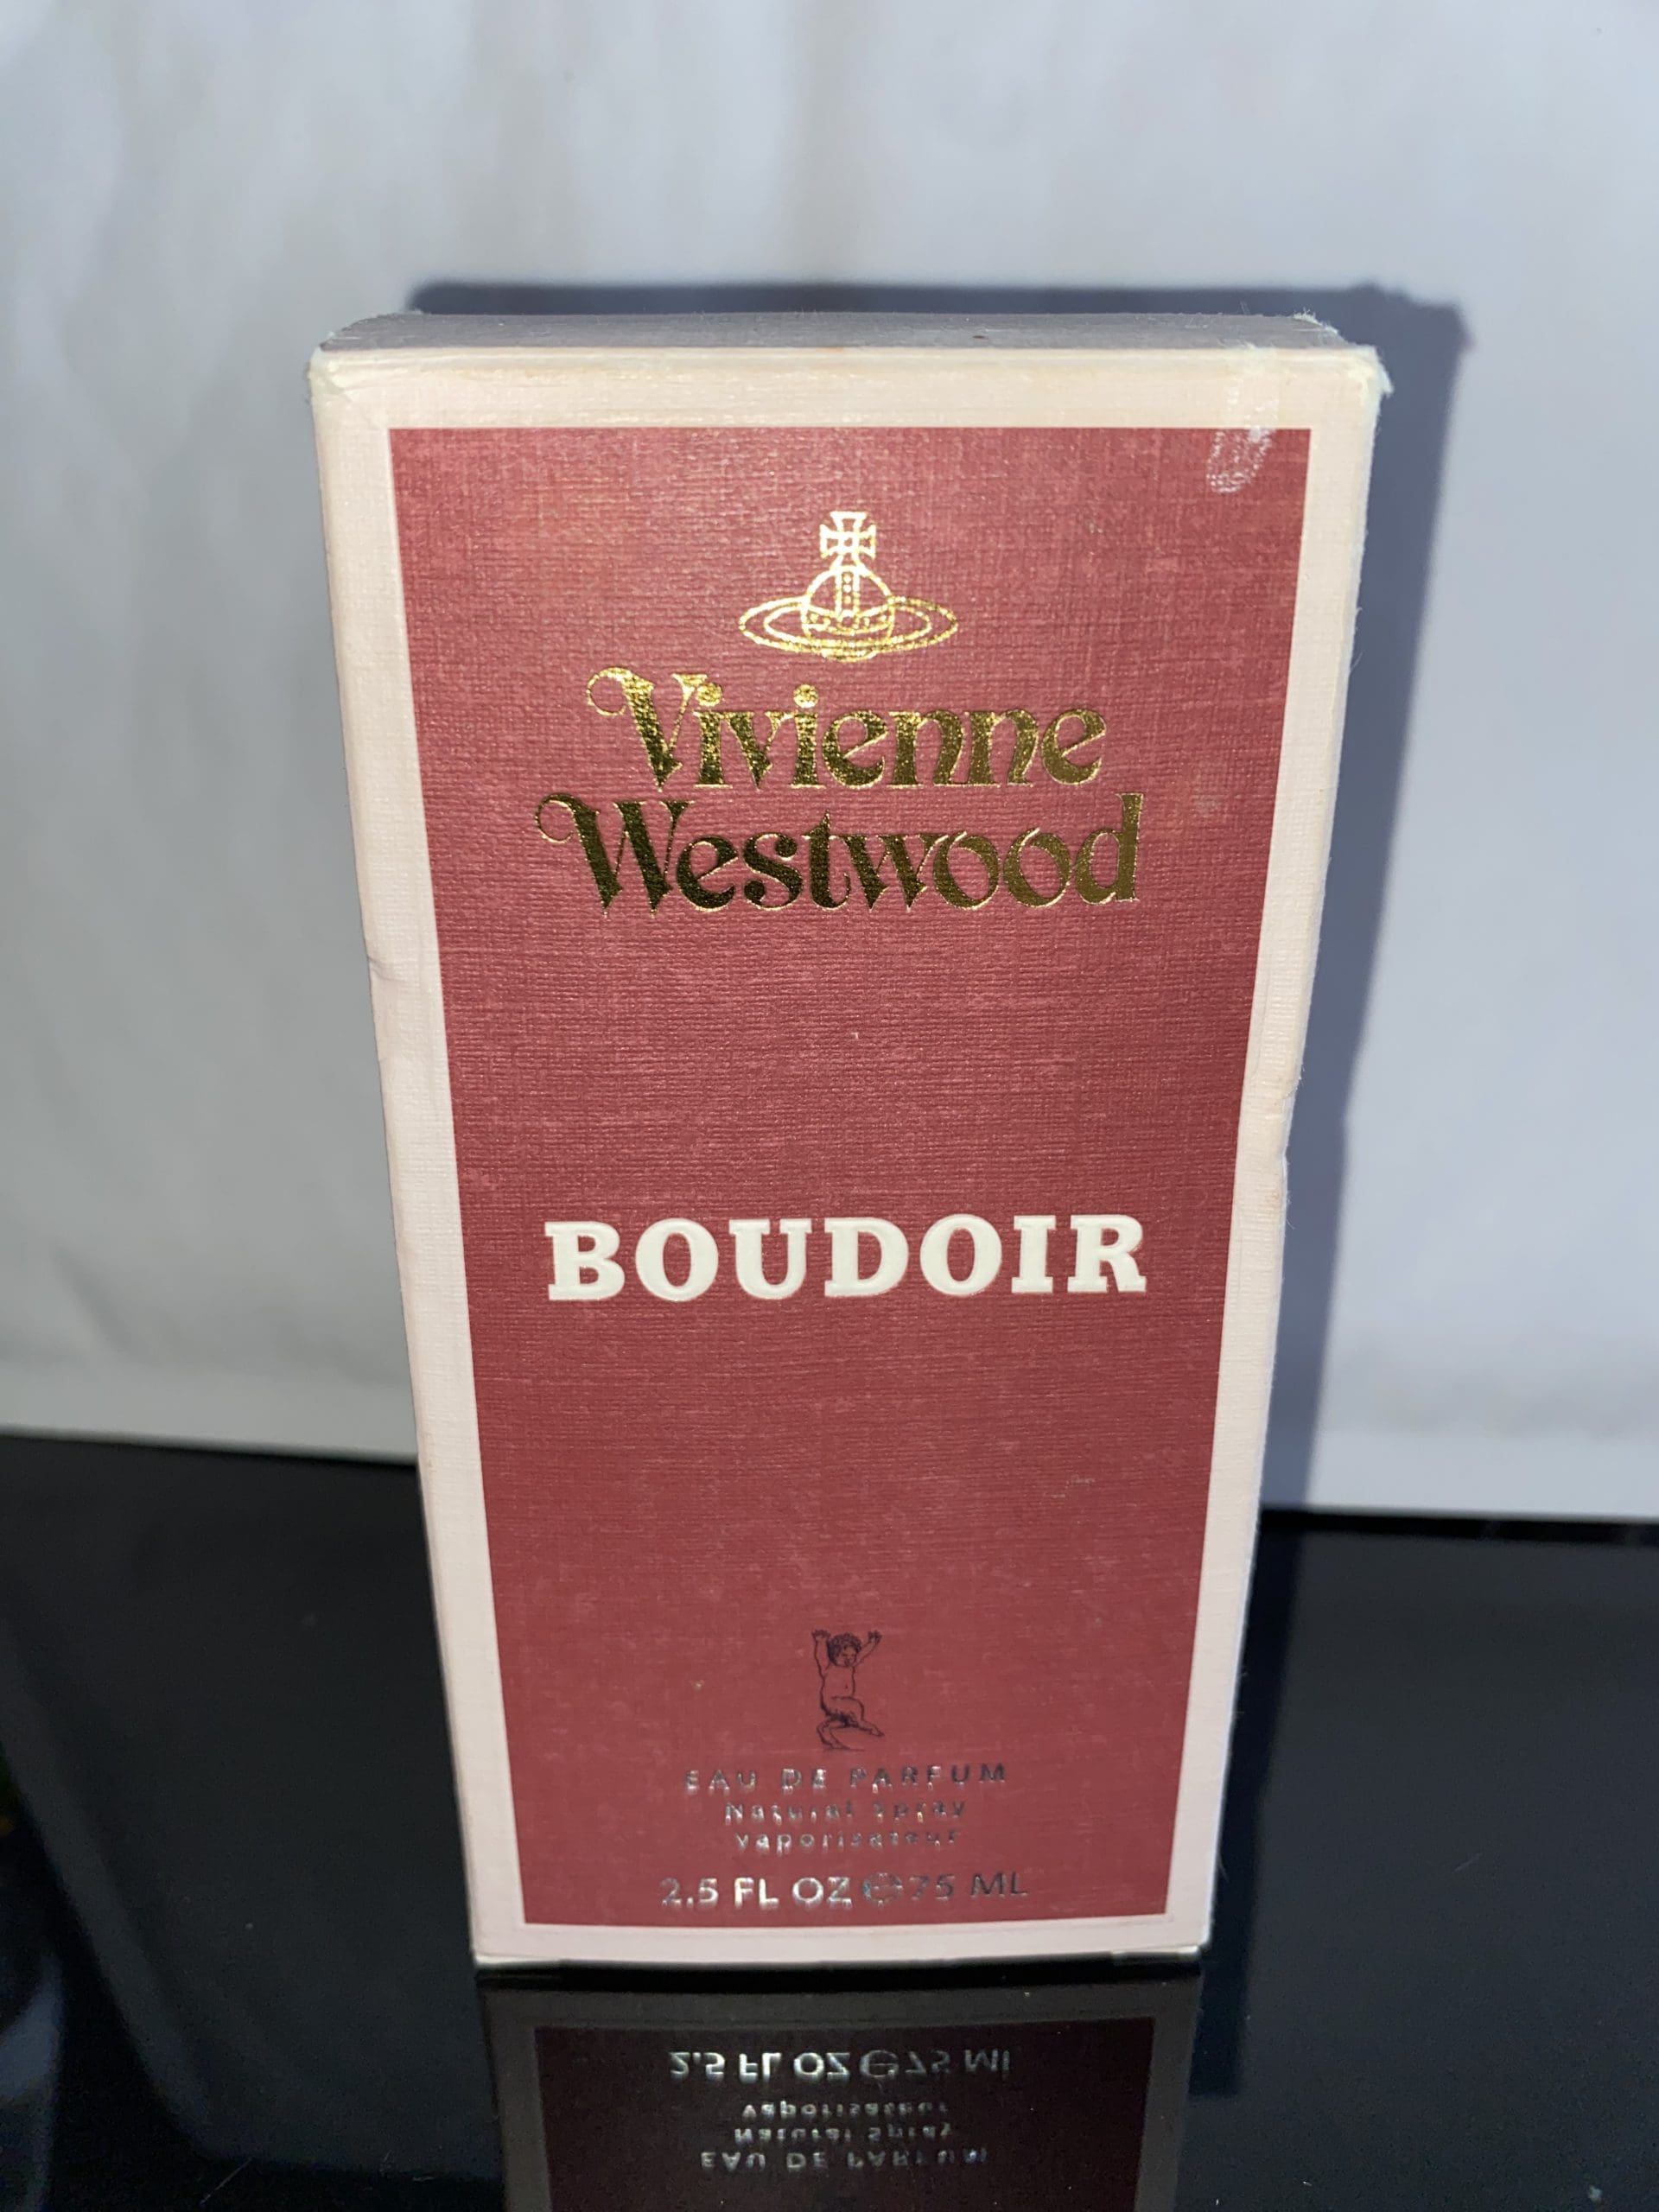 Vivienne
Westwood
BOUDOIR
EAU DE PARFUM
Natural Spray
vaporisateur
2.5 FL OZ ℮ 75 ML